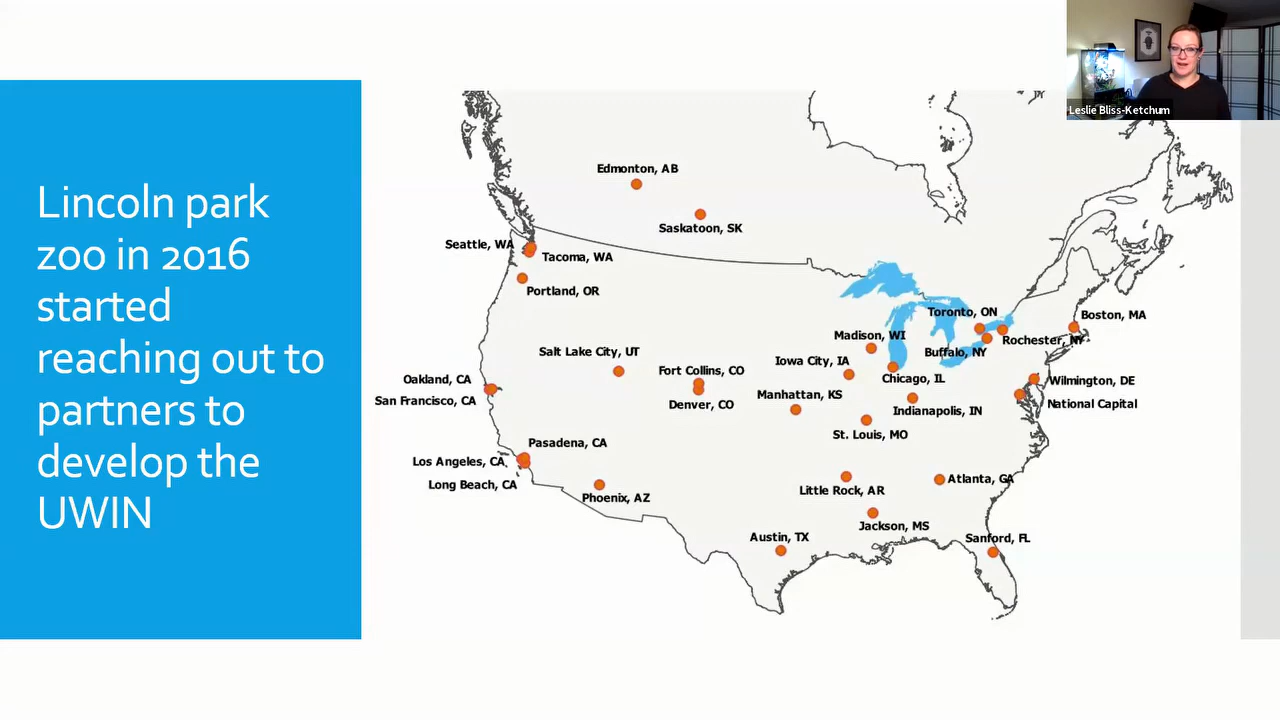 Leslie Bliss-Ketchum
Lincoln park
zoo in 2016
started
reaching out to
partners to
develop the
UWIN
Edmonton, AB
Saskatoon, SK
Seattle, WA
Tacoma, WA
Portland, OR
Toronto, ON
Boston, MA
Madison, WI
Rochester, NY
Salt Lake City, UT
Buffalo, NY
Iowa City, IA
Fort Collins, CO
Oakland, CA
Chicago, IL
Wilmington, DE
Manhattan, KS
San Francisco, CA
Denver, CO
National Capital
Indianapolis, IN
St. Louis, MO
Pasadena, CA
Los Angeles, CA
Atlanta, GA
Long Beach, CA
Little Rock, AR
Phoenix, AZ
Jackson, MS
Austin, TX
Sanford, FL